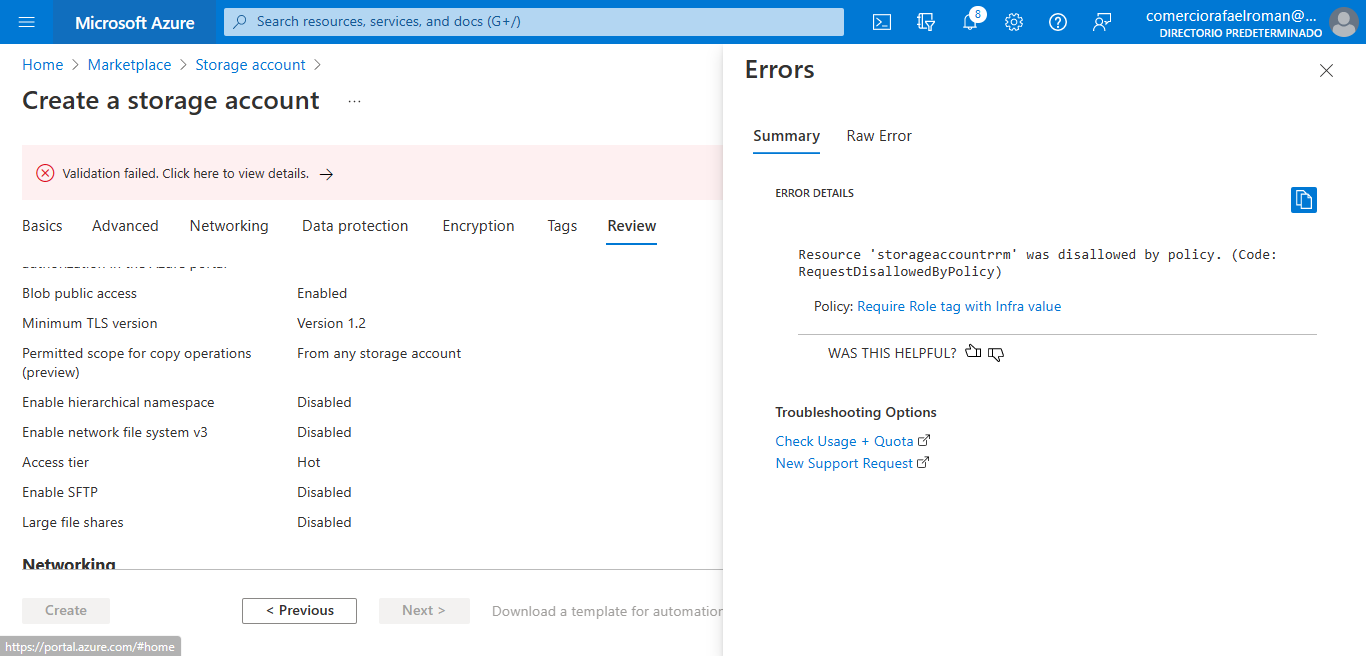 Microsoft Azure
Search resources, services, and docs (G+/)
8
comerciorafaelroman@...
DIRECTORIO PREDETERMINADO
Home > Marketplace > Storage account >
Create a storage account ...
Validation failed. Click here to view details. →
Basics Advanced Networking Data protection Encryption Tags Review
authorization in the Azure portal
Blob public access Enabled
Minimum TLS version Version 1.2
Permitted scope for copy operations From any storage account
(preview)
Enable hierarchical namespace Disabled
Enable network file system v3 Disabled
Access tier Hot
Enable SFTP Disabled
Large file shares Disabled
Networking
Create < Previous Next > Download a template for automation
https://portal.azure.com/#home
Errors
Summary Raw Error
ERROR DETAILS
Resource 'storageaccountrrm' was disallowed by policy. (Code:
RequestDisallowedByPolicy)
Policy: Require Role tag with Infra value
WAS THIS HELPFUL?
Troubleshooting Options
Check Usage + Quota
New Support Request